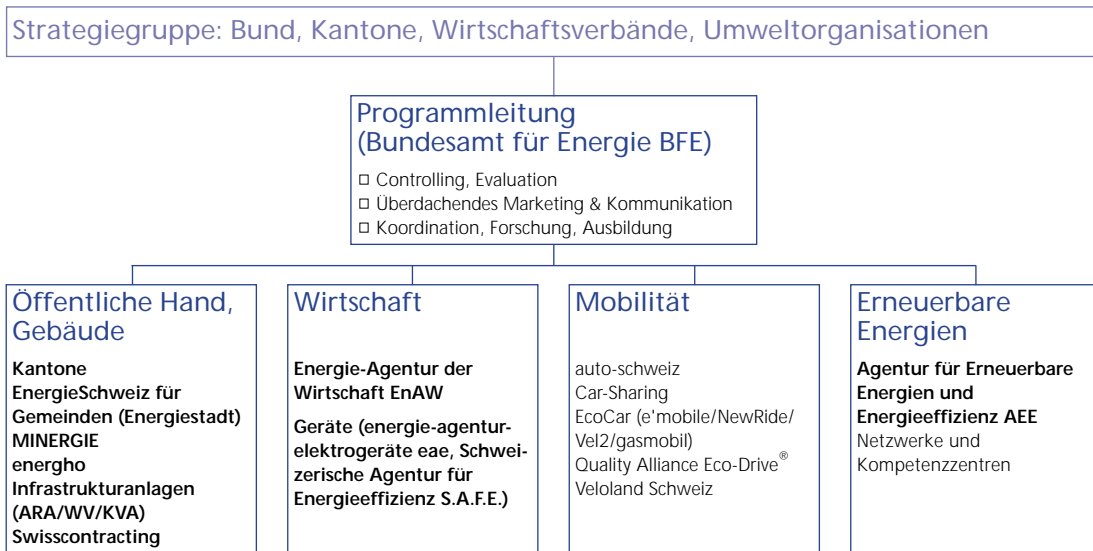 Strategiegruppe: Bund, Kantone, Wirtschaftsverbände, Umweltorganisationen
Programmleitung
(Bundesamt für Energie BFE)
□ Controlling, Evaluation
□ Überdachendes Marketing & Kommunikation
□ Koordination, Forschung, Ausbildung
Öffentliche Hand,
Gebäude
Kantone
EnergieSchweiz für
Gemeinden (Energiestadt)
MINERGIE
energho
Infrastrukturanlagen
(ARA/WV/KVA)
Swisscontracting
Wirtschaft
Energie-Agentur der
Wirtschaft EnAW
Geräte (energie-agentur-
elektrogeräte eae, Schwei-
zerische Agentur für
Energieeffizienz S.A.F.E.)
Mobilität
auto-schweiz
Car-Sharing
EcoCar (e'mobile/NewRide/
Vel2/gasmobil)
Quality Alliance Eco-Drive®
Veloland Schweiz
Erneuerbare
Energien
Agentur für Erneuerbare
Energien und
Energieeffizienz AEE
Netzwerke und
Kompetenzzentren